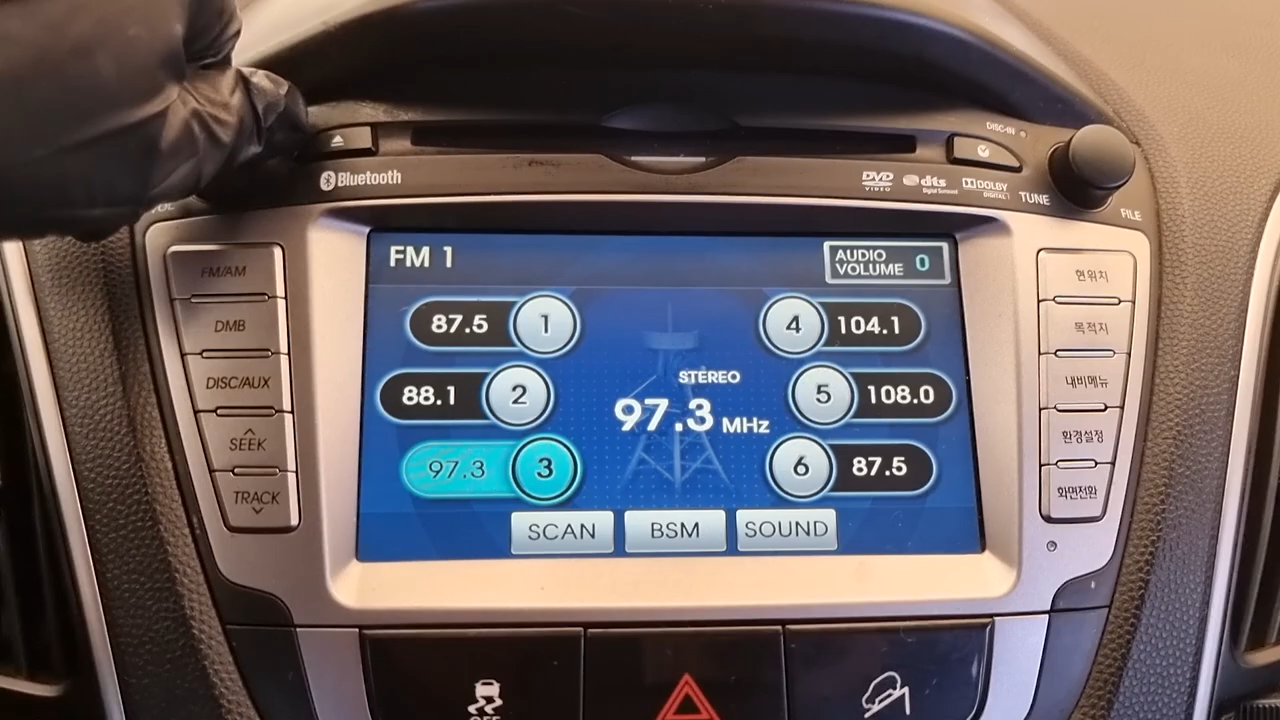 DISC-IN
Bluetooth
DVD
VIDEO
dts
Digital Surround
DOLBY
DIGITAL
TUNE
FILE
VOL
FM/AM
DMB
DISC/AUX
SEEK
TRACK
FM 1
AUDIO
VOLUME 0
87.5 1
88.1 2
97.3 3
STEREO
97.3 MHz
4 104.1
5 108.0
6 87.5
SCAN
BSM
SOUND
현위치
목적지
내비메뉴
환경설정
화면전환
OFF